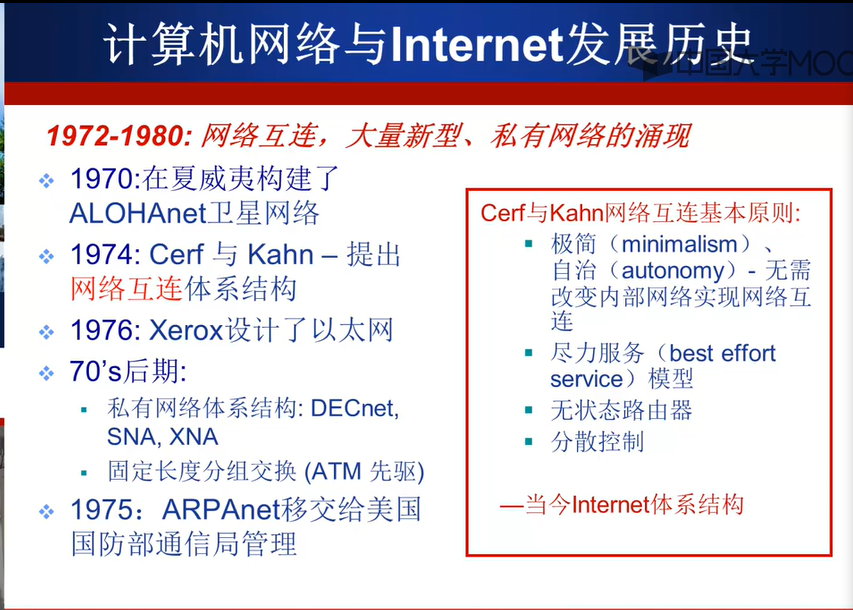 计算机网络与Internet发展历史
中国大学MOO
1972-1980: 网络互连，大量新型、私有网络的涌现
1970:在夏威夷构建了
ALOHAnet卫星网络
1974: Cerf 与 Kahn – 提出
网络互连体系结构
1976: Xerox设计了以太网
70’s后期:
私有网络体系结构: DECnet,
SNA, XNA
固定长度分组交换 (ATM 先驱)
1975：ARPAnet移交给美国
国防部通信局管理
Cerf与Kahn网络互连基本原则:
极简（minimalism）、
自治（autonomy）- 无需
改变内部网络实现网络互
连
尽力服务（best effort
service）模型
无状态路由器
分散控制
—当今Internet体系结构